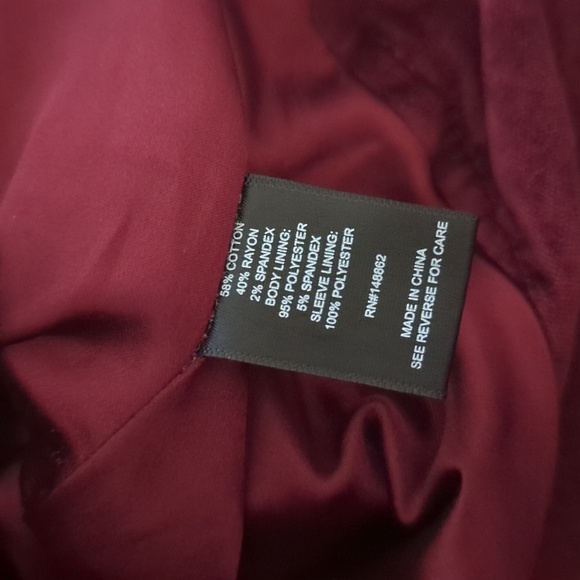 58% COTTON
40% RAYON
2% SPANDEX
BODY LINING:
95% POLYESTER
5% SPANDEX
SLEEVE LINING:
100% POLYESTER
RN#148862
MADE IN CHINA
SEE REVERSE FOR CARE